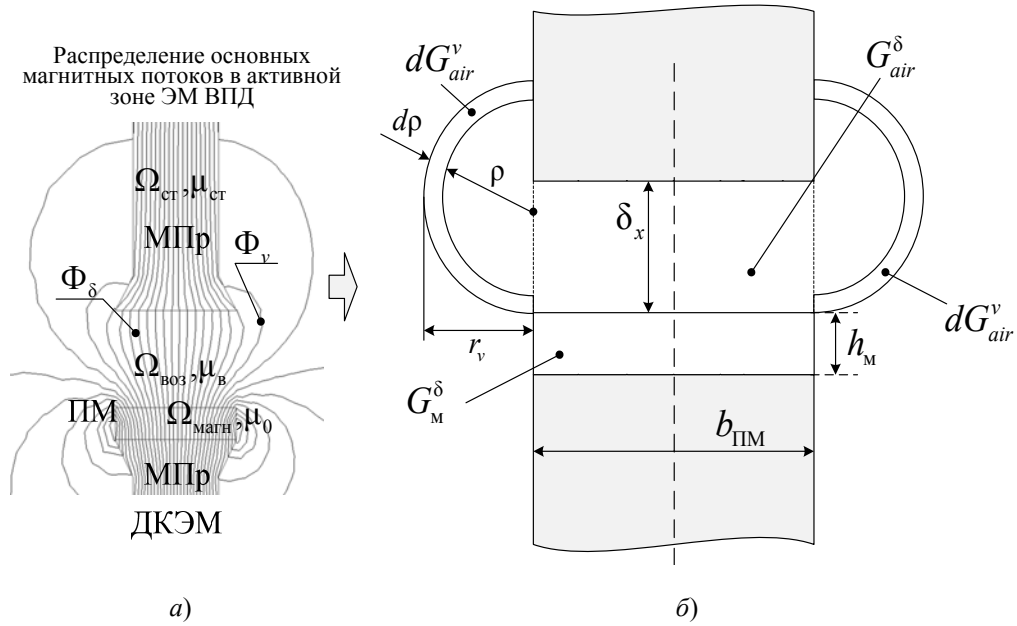 Распределение основных
магнитных потоков в активной
зоне ЭМ ВПД
Ω_ст,μ_ст
МПр
Φ_v
Φ_δ
Ω_воз,μ_в
ПМ
Ω_магн,μ_0
МПр
ДКЭМ
а)
dG^v_air
G^δ_air
dρ
ρ
δ_x
r_v
dG^v_air
h_м
G^δ_м
b_ПМ
б)